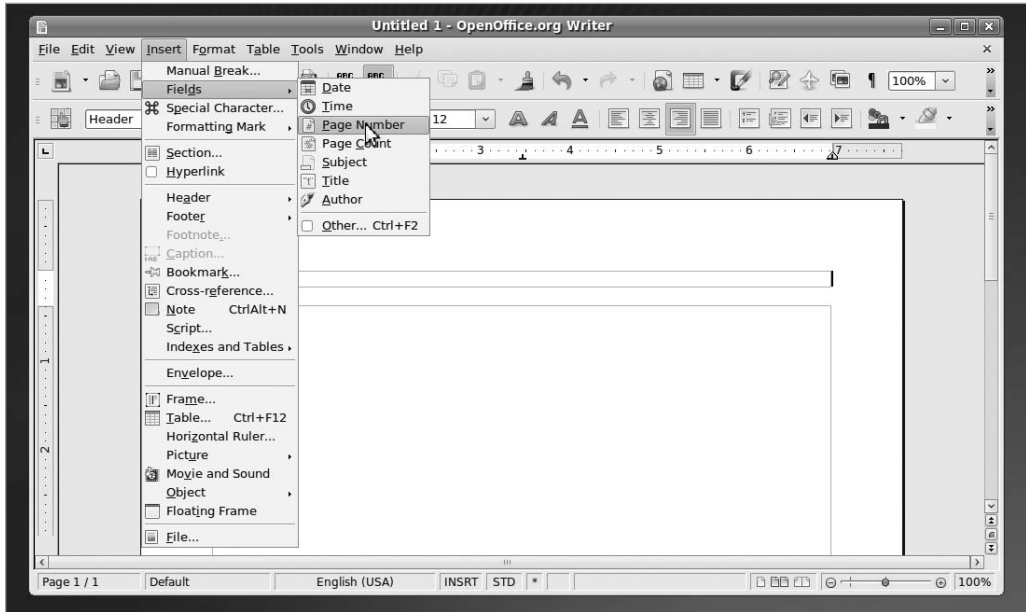 Untitled 1 - OpenOffice.org Writer
File Edit View Insert Format Table Tools Window Help
100%
Header
12
Manual Break...
Fields
Special Character...
Formatting Mark
Section...
Hyperlink
Header
Footer
Footnote...
Caption...
Bookmark...
Cross-reference...
Note CtrlAlt+N
Script...
Indexes and Tables
Envelope...
Frame...
Table... Ctrl+F12
Horizontal Ruler...
Picture
Movie and Sound
Object
Floating Frame
File...
Date
Time
Page Number
Page Count
Subject
Title
Author
Other... Ctrl+F2
3 4 5 6 7
1
2
Page 1 / 1 Default English (USA) INSRT STD * 100%